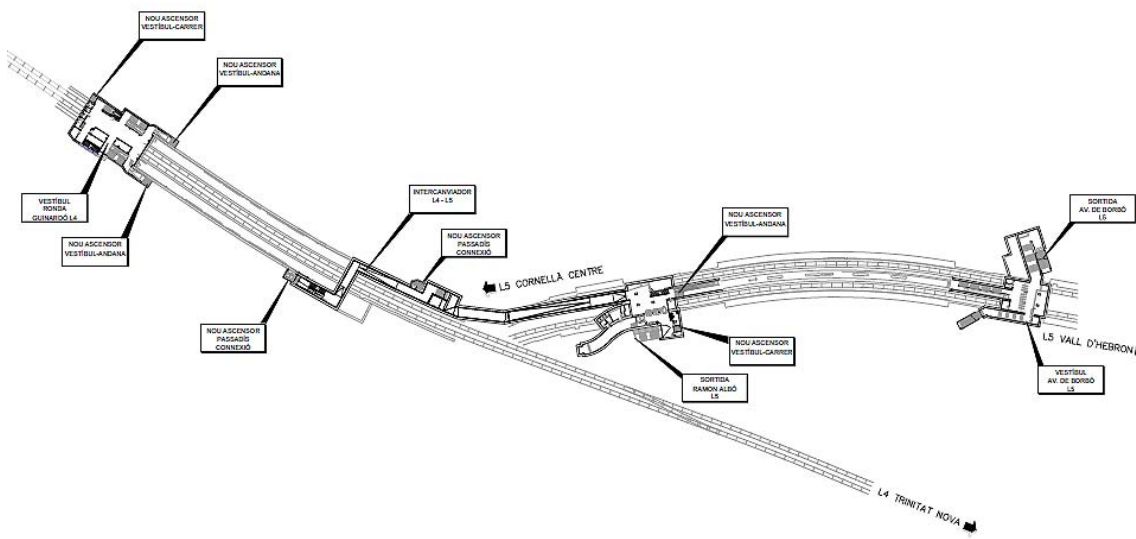 NOU ASCENSOR
VESTÍBUL-CARRER
NOU ASCENSOR
VESTÍBUL-ANDANA
VESTÍBUL
RONDA
GUINARDÓ L4
NOU ASCENSOR
VESTÍBUL-ANDANA
INTERCANVIADOR
L4 - L5
NOU ASCENSOR
PASSADÍS
CONNEXIÓ
NOU ASCENSOR
PASSADÍS
CONNEXIÓ
L5 CORNELLÀ CENTRE
NOU ASCENSOR
VESTÍBUL-ANDANA
NOU ASCENSOR
VESTÍBUL-CARRER
SORTIDA
RAMON ALBÓ
L5
SORTIDA
AV. DE BORBÓ
L5
L5 VALL D'HEBRON
VESTÍBUL
AV. DE BORBÓ
L5
L4 TRINITAT NOVA